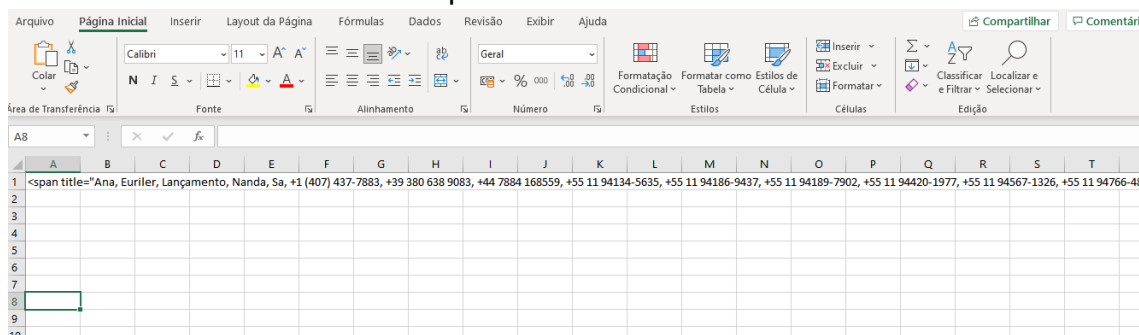 Arquivo Página Inicial Inserir Layout da Página Fórmulas Dados Revisão Exibir Ajuda Compartilhar Comentári
Colar
Calibri 11 A^ A˅ ab Geral
N I S A % 000
Formatação Condicional
Formatar como Tabela
Estilos de Célula
Inserir
Excluir
Formatar
Classificar e Filtrar
Localizar e Selecionar
Área de Transferência Fonte Alinhamento Número Estilos Células Edição
A8 fx
A B C D E F G H I J K L M N O P Q R S T
1 <span title="Ana, Euriler, Lançamento, Nanda, Sa, +1 (407) 437-7883, +39 380 638 9083, +44 7884 168559, +55 11 94134-5635, +55 11 94186-9437, +55 11 94189-7902, +55 11 94420-1977, +55 11 94567-1326, +55 11 94766-48
2
3
4
5
6
7
8
9
10